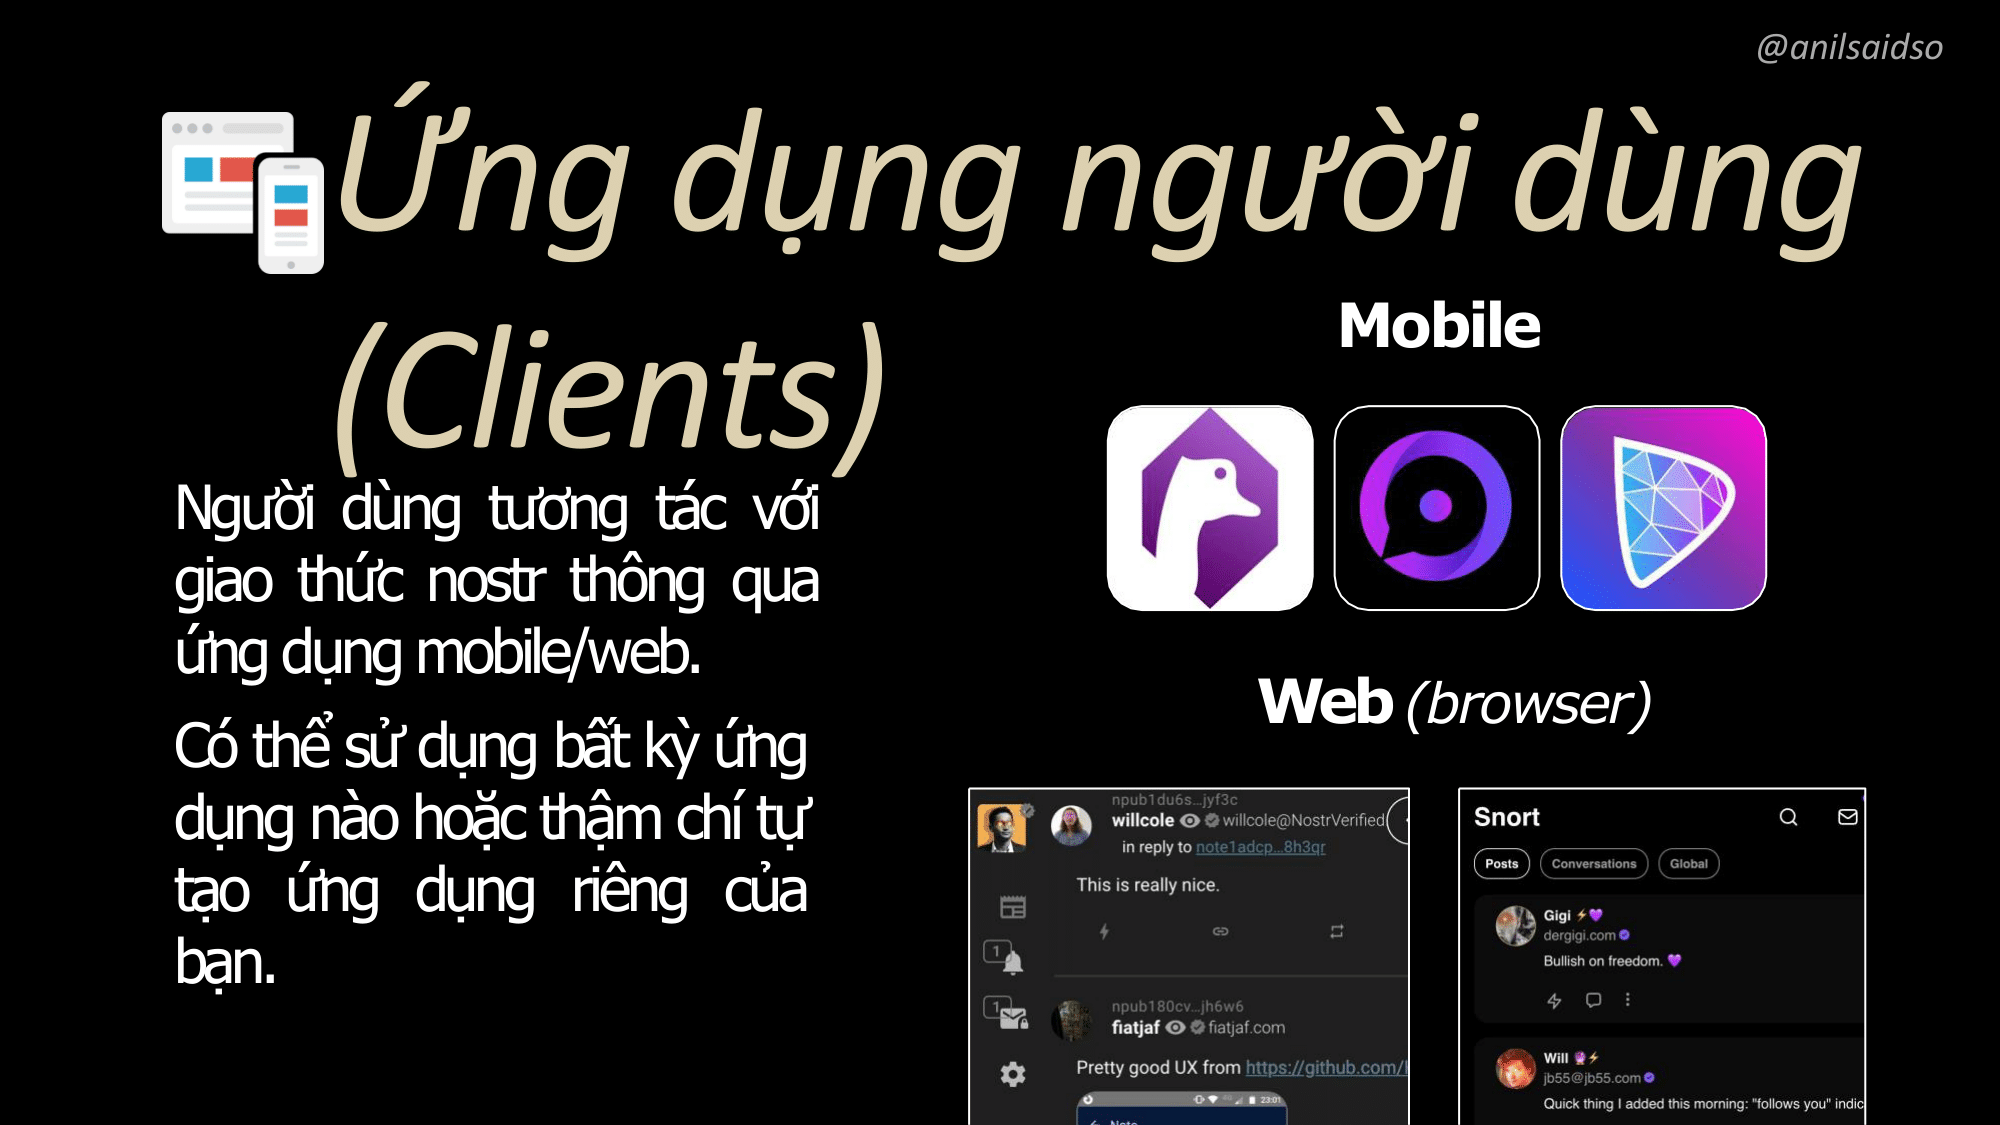 @anilsaidso
Ứng dụng người dùng
(Clients)
Người dùng tương tác với
giao thức nostr thông qua
ứng dụng mobile/web.
Có thể sử dụng bất kỳ ứng
dụng nào hoặc thậm chí tự
tạo ứng dụng riêng của
bạn.
Mobile
Web (browser)
npub1du6s...jyf3c
willcole willcole@NostrVerified
in reply to note1adcp...8h3qr
This is really nice.
1
npub180cv...jh6w6
1
fiatjaf fiatjaf.com
Pretty good UX from https://github.com/
23:01
Note
Snort
Posts Conversations Global
Gigi ⚡💜
dergigi.com
Bullish on freedom. 💜
Will 🔮⚡
jb55@jb55.com
Quick thing I added this morning: "follows you" indic